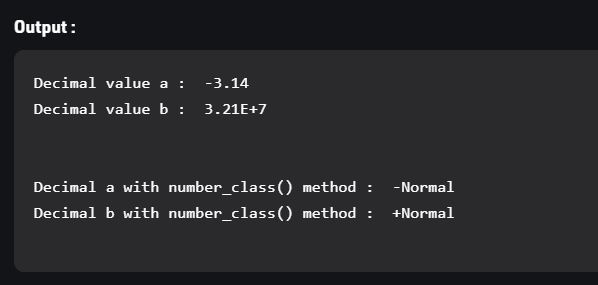 Output :
Decimal value a :  -3.14
Decimal value b :  3.21E+7
Decimal a with number_class() method :  -Normal
Decimal b with number_class() method :  +Normal